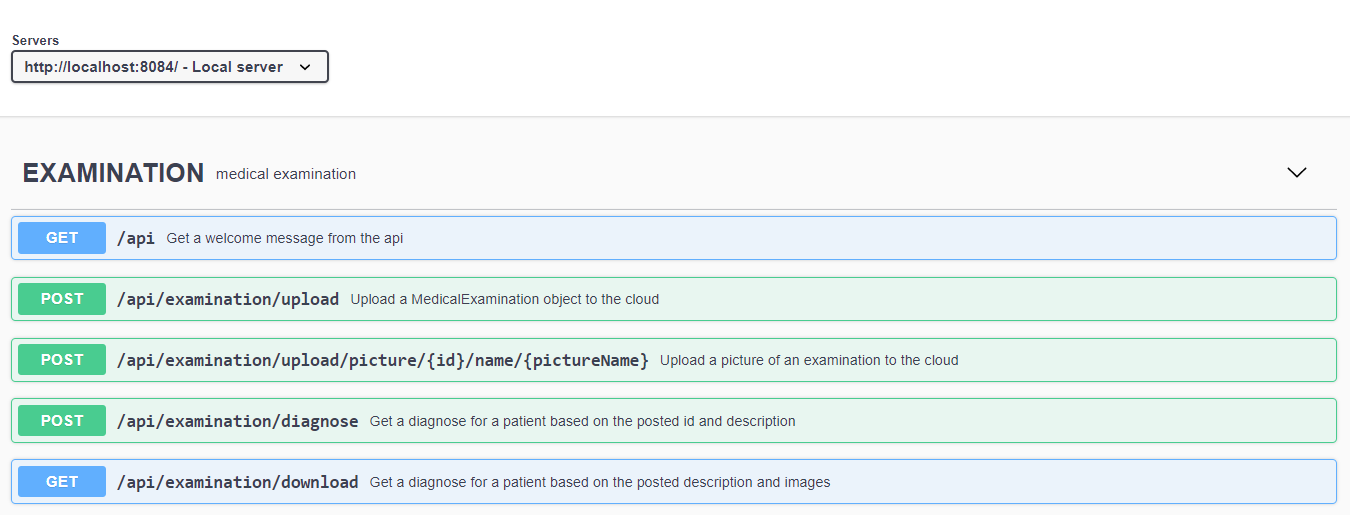 Servers
http://localhost:8084/ - Local server
EXAMINATION medical examination
GET /api Get a welcome message from the api
POST /api/examination/upload Upload a MedicalExamination object to the cloud
POST /api/examination/upload/picture/{id}/name/{pictureName} Upload a picture of an examination to the cloud
POST /api/examination/diagnose Get a diagnose for a patient based on the posted id and description
GET /api/examination/download Get a diagnose for a patient based on the posted description and images